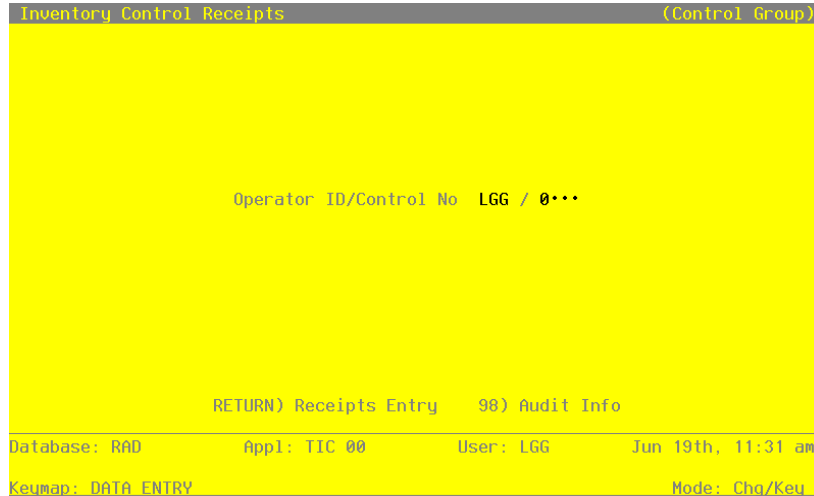 Inventory Control Receipts (Control Group)
Operator ID/Control No LGG / 0···
RETURN) Receipts Entry 98) Audit Info
Database: RAD Appl: TIC 00 User: LGG Jun 19th, 11:31 am
Keymap: DATA ENTRY Mode: Chg/Key